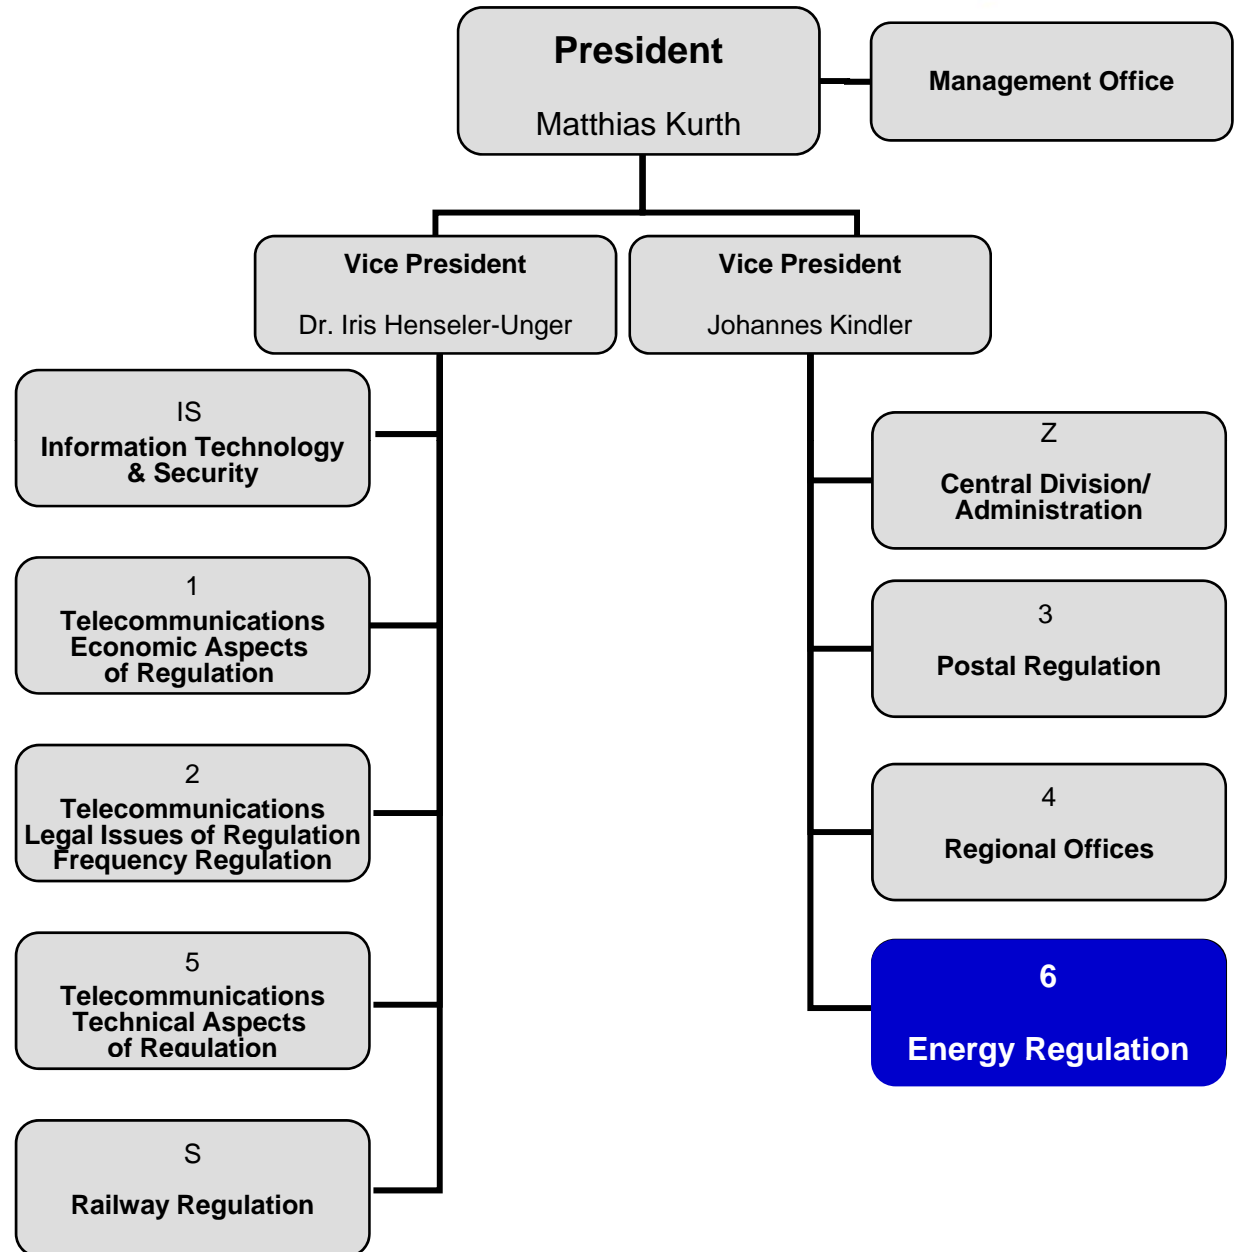 President
Matthias Kurth
Management Office
Vice President
Dr. Iris Henseler-Unger
Vice President
Johannes Kindler
IS
Information Technology
& Security
1
Telecommunications
Economic Aspects
of Regulation
2
Telecommunications
Legal Issues of Regulation
Frequency Regulation
5
Telecommunications
Technical Aspects
of Regulation
S
Railway Regulation
Z
Central Division/
Administration
3
Postal Regulation
4
Regional Offices
6
Energy Regulation